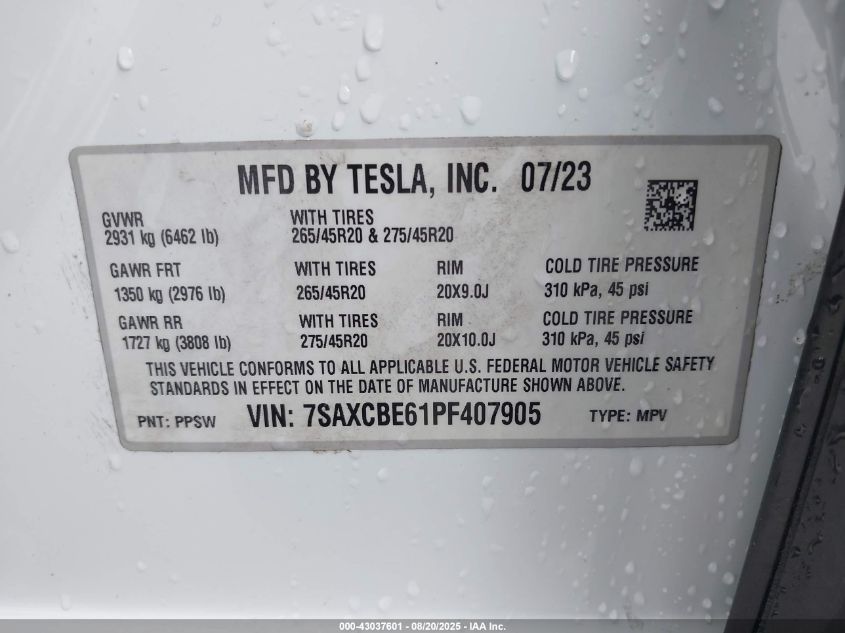 MFD BY TESLA, INC. 07/23
GVWR
2931 kg (6462 lb)
WITH TIRES
265/45R20 & 275/45R20
GAWR FRT WITH TIRES RIM COLD TIRE PRESSURE
1350 kg (2976 lb) 265/45R20 20X9.0J 310 kPa, 45 psi
GAWR RR WITH TIRES RIM COLD TIRE PRESSURE
1727 kg (3808 lb) 275/45R20 20X10.0J 310 kPa, 45 psi
THIS VEHICLE CONFORMS TO ALL APPLICABLE U.S. FEDERAL MOTOR VEHICLE SAFETY
STANDARDS IN EFFECT ON THE DATE OF MANUFACTURE SHOWN ABOVE.
PNT: PPSW VIN: 7SAXCBE61PF407905 TYPE: MPV
000-43037601 - 08/20/2025 - IAA Inc.